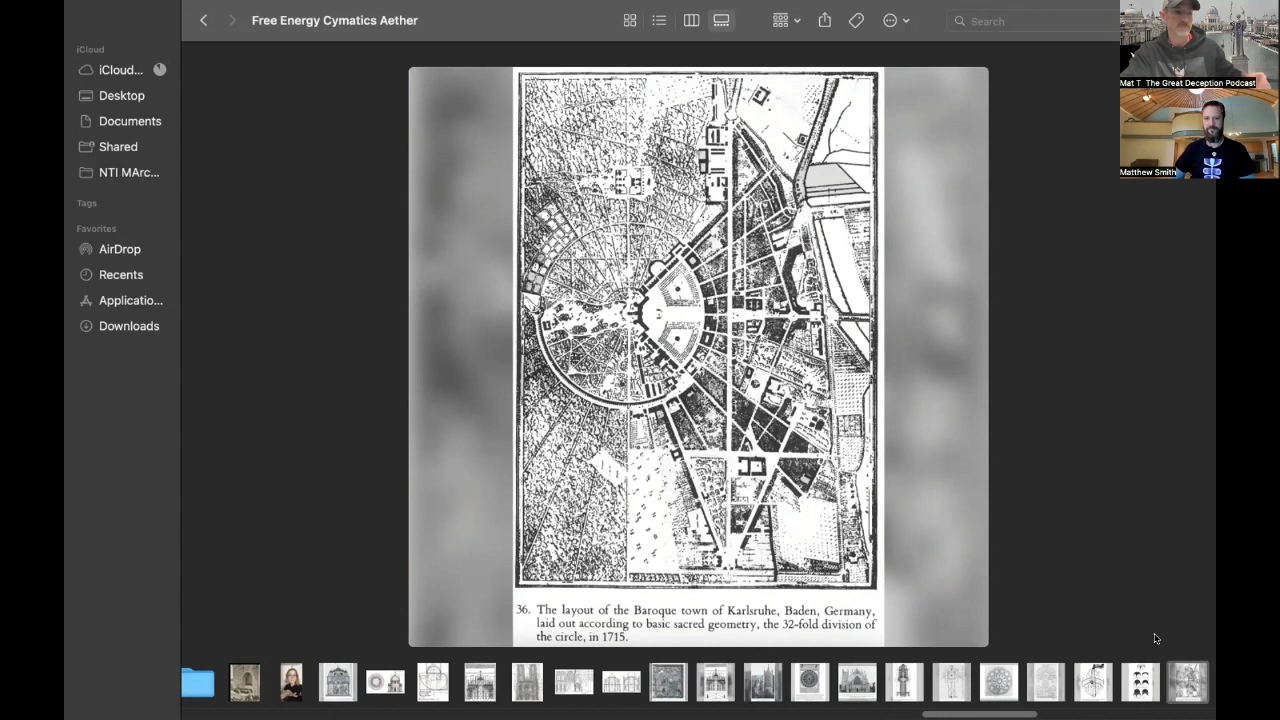 Free Energy Cymatics Aether
Search
iCloud
iCloud...
Desktop
Documents
Shared
NTI MArc...
Tags
Favorites
AirDrop
Recents
Applicatio...
Downloads
Mat T The Great Deception Podcast
Matthew Smith
36. The layout of the Baroque town of Karlsruhe, Baden, Germany,
laid out according to basic sacred geometry, the 32-fold division of
the circle, in 1715.